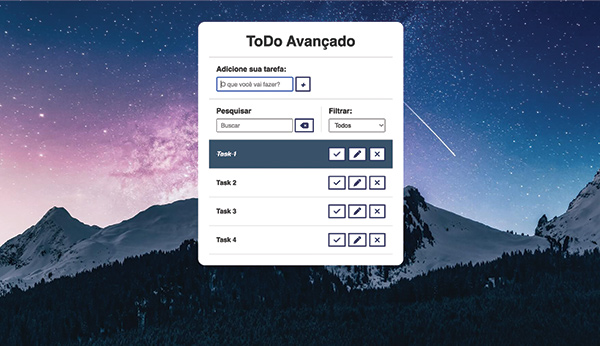 ToDo Avançado
Adicione sua tarefa:
O que você vai fazer?
Pesquisar
Filtrar:
Buscar
Todos
Task 1
Task 2
Task 3
Task 4